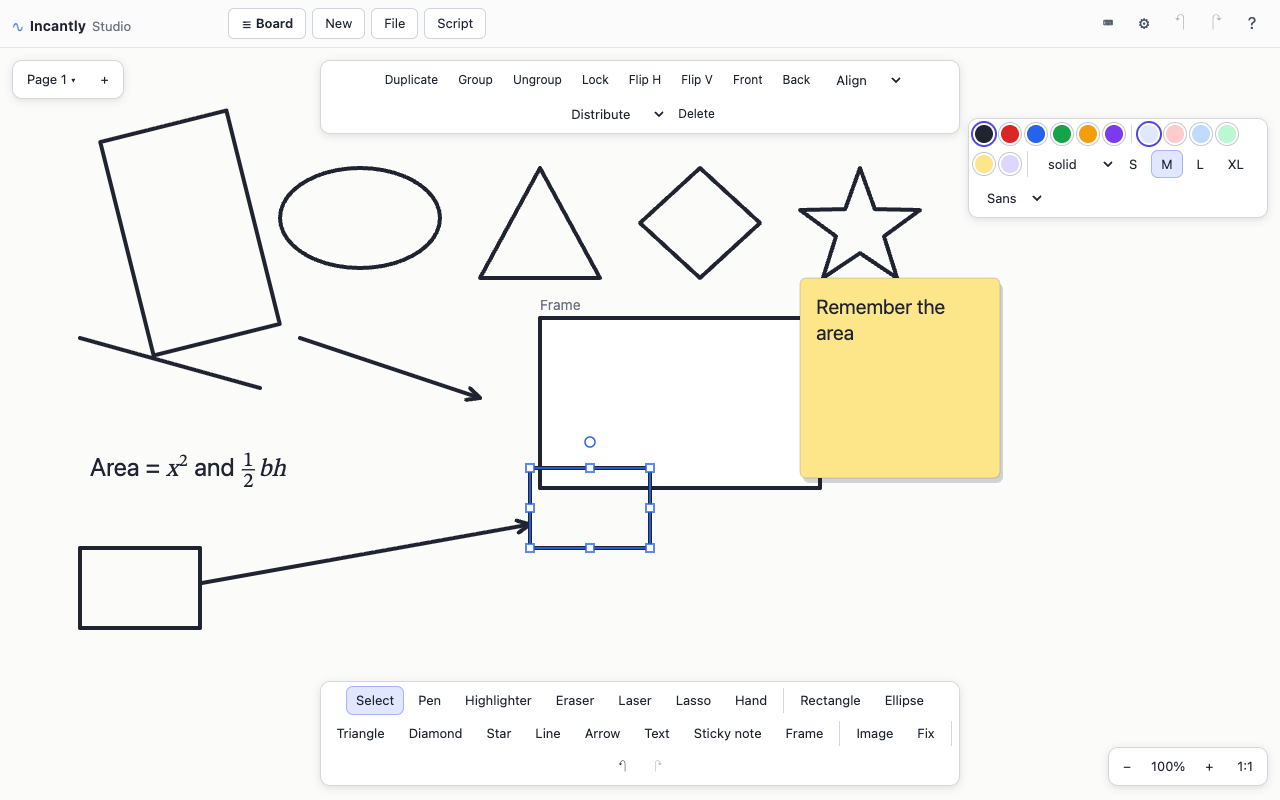 Incantly Studio
≡ Board New File Script
?
Page 1 +
Duplicate Group Ungroup Lock Flip H Flip V Front Back Align
Distribute Delete
solid S M L XL
Sans
Frame
Remember the
area
Area = x² and 1/2 bh
Select Pen Highlighter Eraser Laser Lasso Hand Rectangle Ellipse
Triangle Diamond Star Line Arrow Text Sticky note Frame Image Fix
− 100% + 1:1